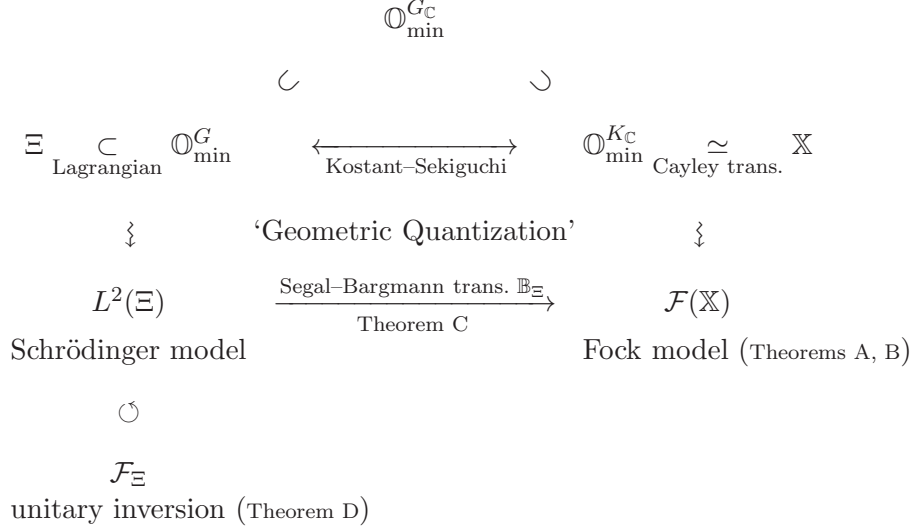 𝕆_min^{G_ℂ}
∪ ∪
Ξ ⊂ 𝕆_min^G ⟷ 𝕆_min^{K_ℂ} ≃ 𝕏
Lagrangian Kostant–Sekiguchi Cayley trans.
‘Geometric Quantization’
Segal–Bargmann trans. 𝔹_Ξ
L²(Ξ) ⟶ ℱ(𝕏)
Theorem C
Schrödinger model Fock model (Theorems A, B)
↺
ℱ_Ξ
unitary inversion (Theorem D)